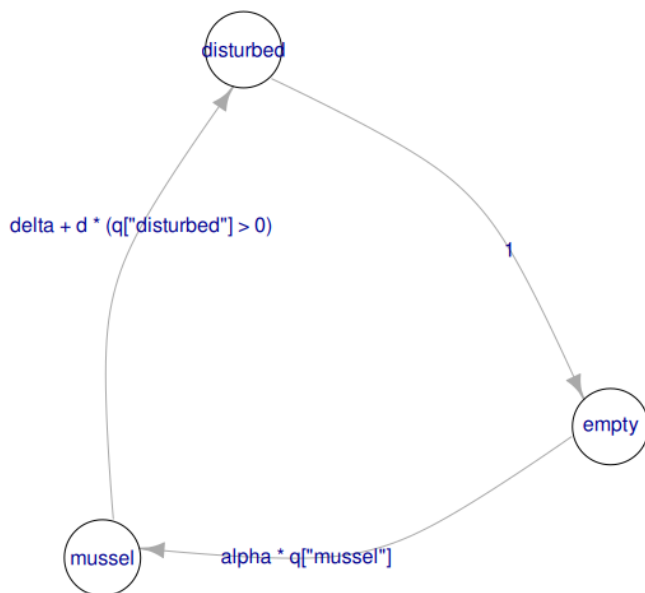 disturbed
delta + d * (q["disturbed"] > 0)
1
empty
alpha * q["mussel"]
mussel